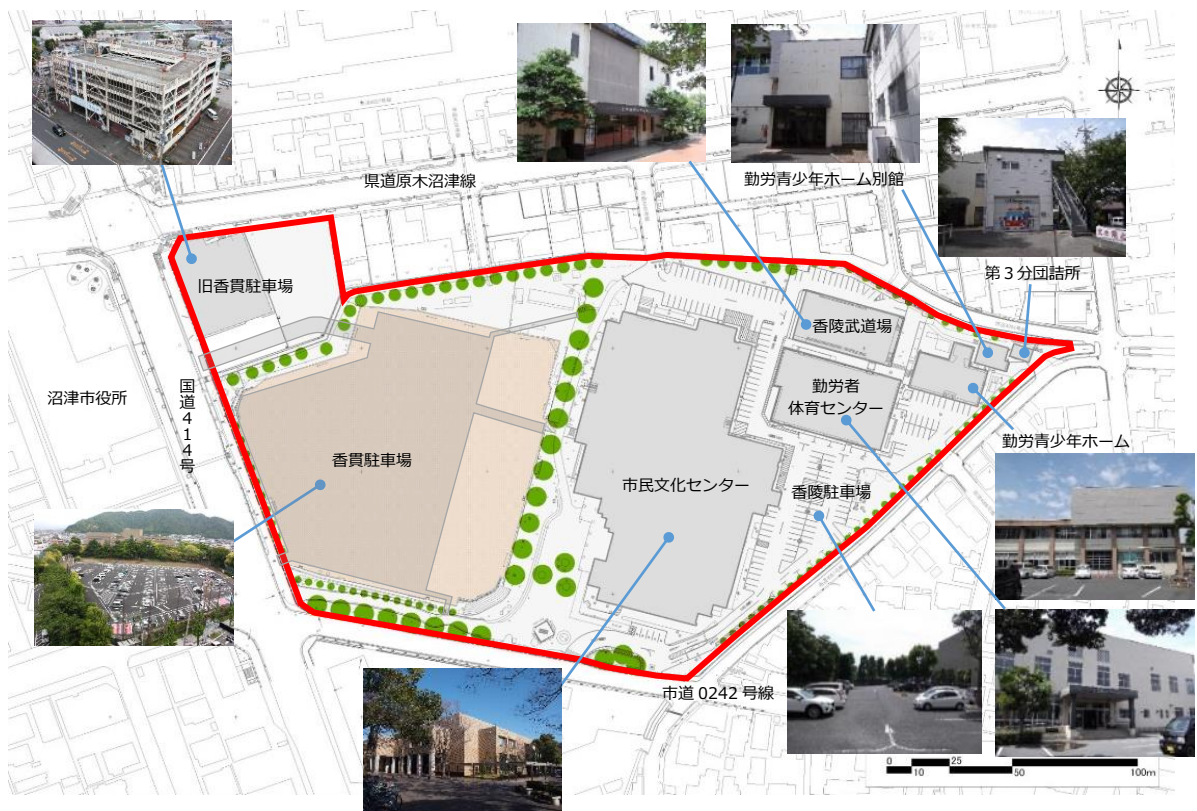 県道原木沼津線
勤労青少年ホーム別館
第３分団詰所
旧香貫駐車場
香陵武道場
沼津市役所
国道４１４号
勤労者
体育センター
勤労青少年ホーム
香貫駐車場
市民文化センター
香陵駐車場
市道 0242 号線
0 25
10 50 100m